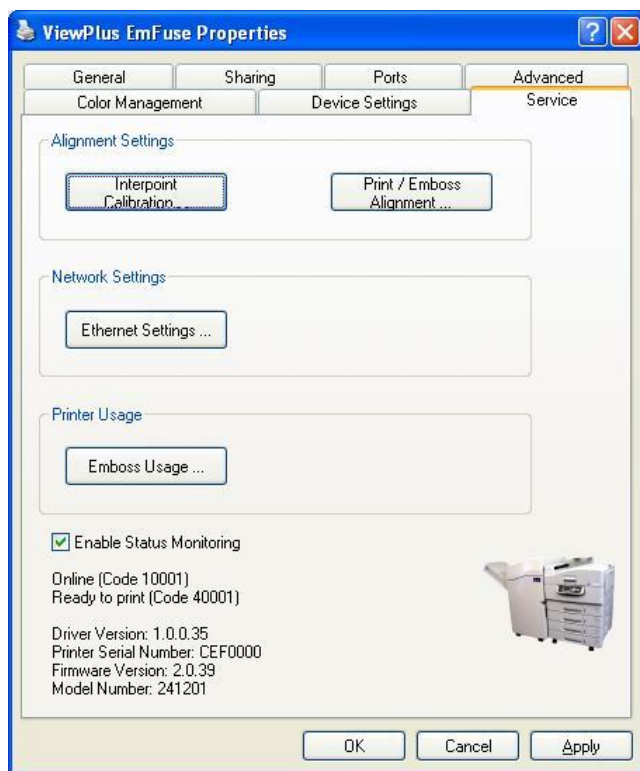 ViewPlus EmFuse Properties
General Sharing Ports Advanced
Color Management Device Settings Service
Alignment Settings
Interpoint
Calibration...
Print / Emboss
Alignment ...
Network Settings
Ethernet Settings ...
Printer Usage
Emboss Usage ...
Enable Status Monitoring
Online (Code 10001)
Ready to print (Code 40001)
Driver Version: 1.0.0.35
Printer Serial Number: CEF0000
Firmware Version: 2.0.39
Model Number: 241201
OK Cancel Apply